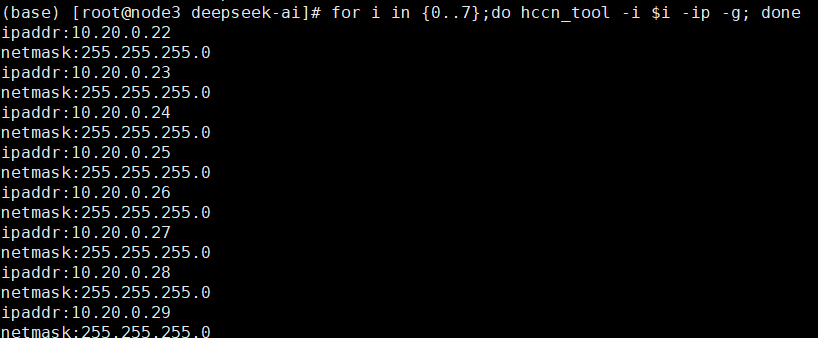 (base) [root@node3 deepseek-ai]# for i in {0..7};do hccn_tool -i $i -ip -g; done
ipaddr:10.20.0.22
netmask:255.255.255.0
ipaddr:10.20.0.23
netmask:255.255.255.0
ipaddr:10.20.0.24
netmask:255.255.255.0
ipaddr:10.20.0.25
netmask:255.255.255.0
ipaddr:10.20.0.26
netmask:255.255.255.0
ipaddr:10.20.0.27
netmask:255.255.255.0
ipaddr:10.20.0.28
netmask:255.255.255.0
ipaddr:10.20.0.29
netmask:255.255.255.0